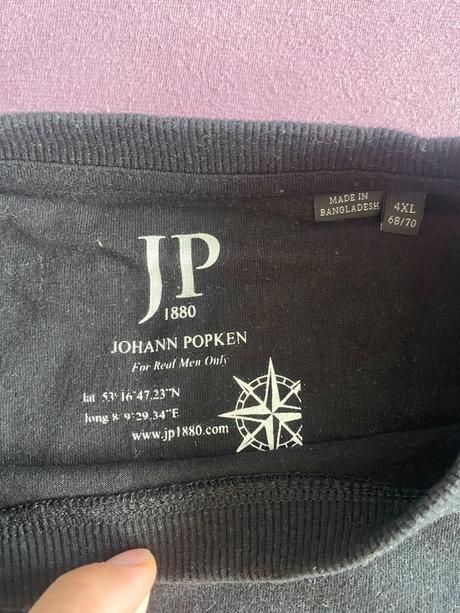 MADE IN
BANGLADESH
4XL
68/70
JP
1880
JOHANN POPKEN
For Real Men Only
lat 53°16'47.23"N
long 8°9'29.34"E
www.jp1880.com